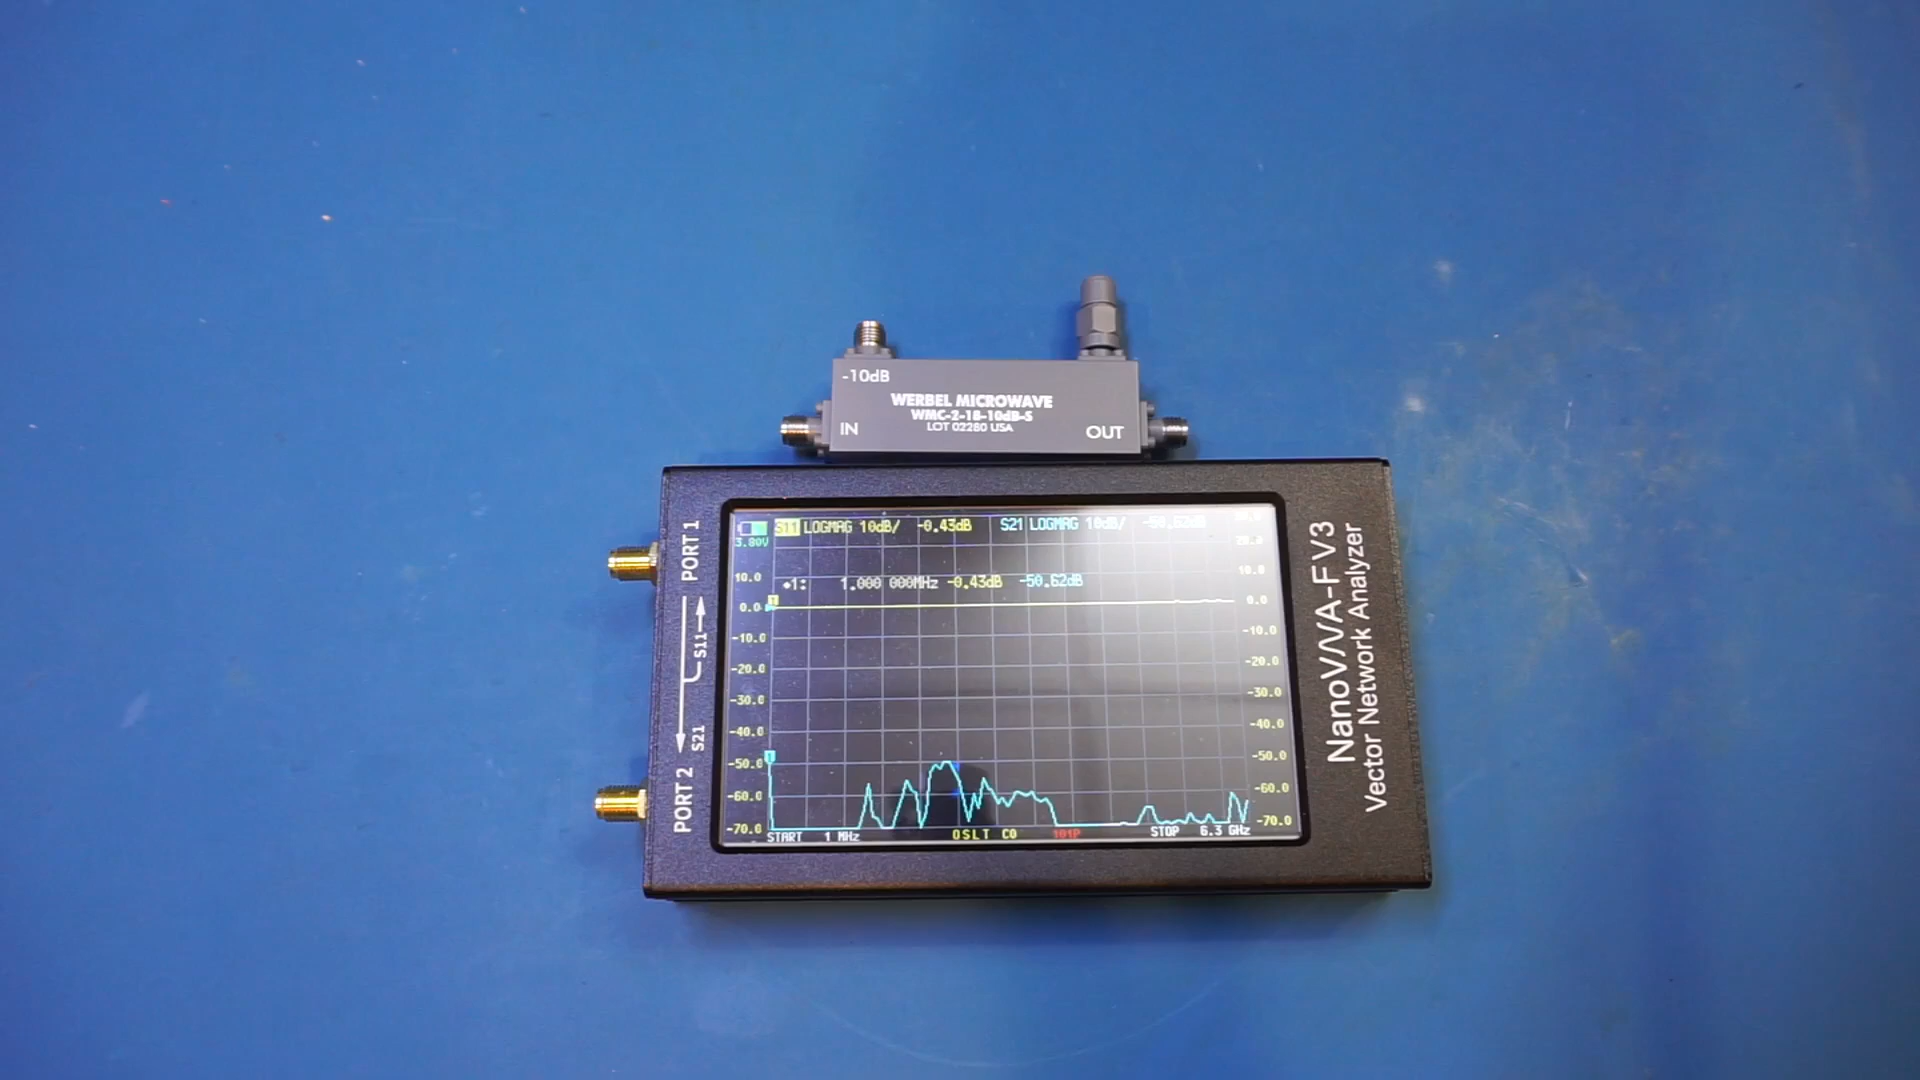 -10dB
WERBEL MICROWAVE
WMC-2-18-10dB-S
LOT 02280 USA
IN
OUT
PORT 1
S11
S21
PORT 2
S11 LOGMAG 10dB/ -0.43dB S21 LOGMAG 10dB/ -50.62dB
3.80V
1: 1.000 000MHz -0.43dB -50.62dB
10.0 10.0
0.0 0.0
-10.0 -10.0
-20.0 -20.0
-30.0 -30.0
-40.0 -40.0
-50.0 -50.0
-60.0 -60.0
-70.0 -70.0
START 1 MHz OSLT C0 101P STOP 6.3 GHz
NanoVNA-F V3
Vector Network Analyzer